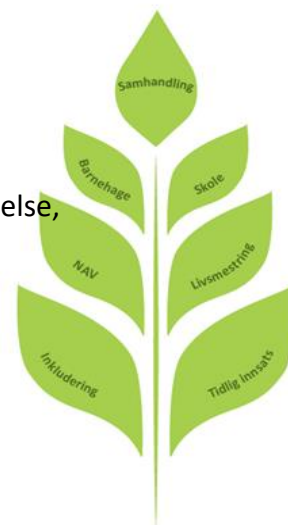 Samhandling
Barnehage
Skole
else,
NAV
Livsmestring
Inkludering
Tidlig innsats